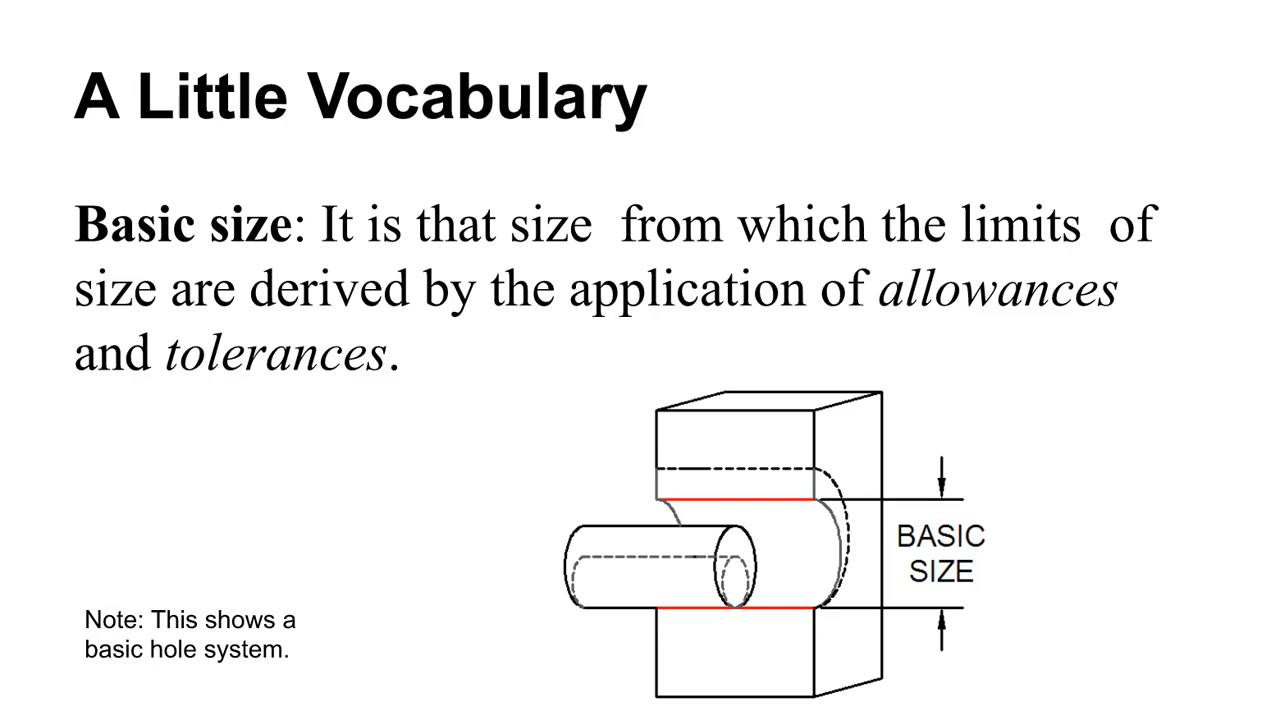 A Little Vocabulary
Basic size: It is that size  from which the limits  of
size are derived by the application of allowances
and tolerances.
BASIC
SIZE
Note: This shows a
basic hole system.